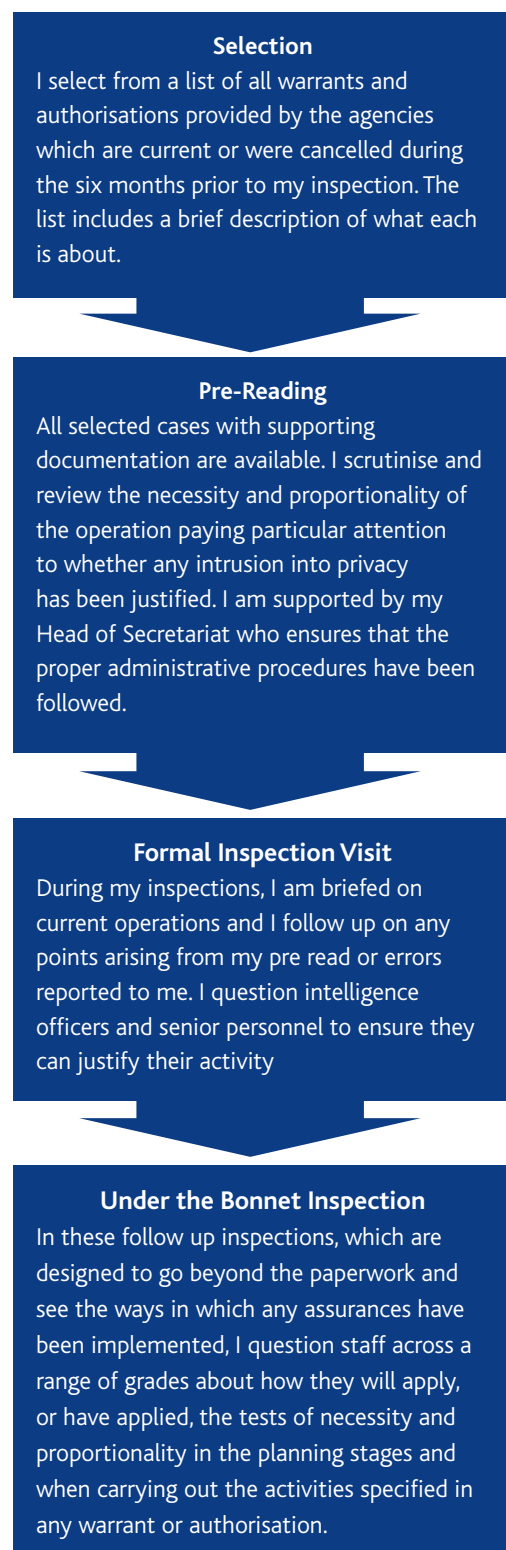 Selection
I select from a list of all warrants and
authorisations provided by the agencies
which are current or were cancelled during
the six months prior to my inspection. The
list includes a brief description of what each
is about.
Pre-Reading
All selected cases with supporting
documentation are available. I scrutinise and
review the necessity and proportionality of
the operation paying particular attention
to whether any intrusion into privacy
has been justified. I am supported by my
Head of Secretariat who ensures that the
proper administrative procedures have been
followed.
Formal Inspection Visit
During my inspections, I am briefed on
current operations and I follow up on any
points arising from my pre read or errors
reported to me. I question intelligence
officers and senior personnel to ensure they
can justify their activity
Under the Bonnet Inspection
In these follow up inspections, which are
designed to go beyond the paperwork and
see the ways in which any assurances have
been implemented, I question staff across a
range of grades about how they will apply,
or have applied, the tests of necessity and
proportionality in the planning stages and
when carrying out the activities specified in
any warrant or authorisation.